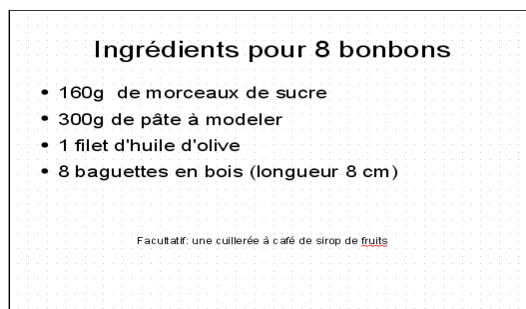 Ingrédients pour 8 bonbons
• 160g de morceaux de sucre
• 300g de pâte à modeler
• 1 filet d'huile d'olive
• 8 baguettes en bois (longueur 8 cm)
Facultatif: une cuillerée à café de sirop de fruits